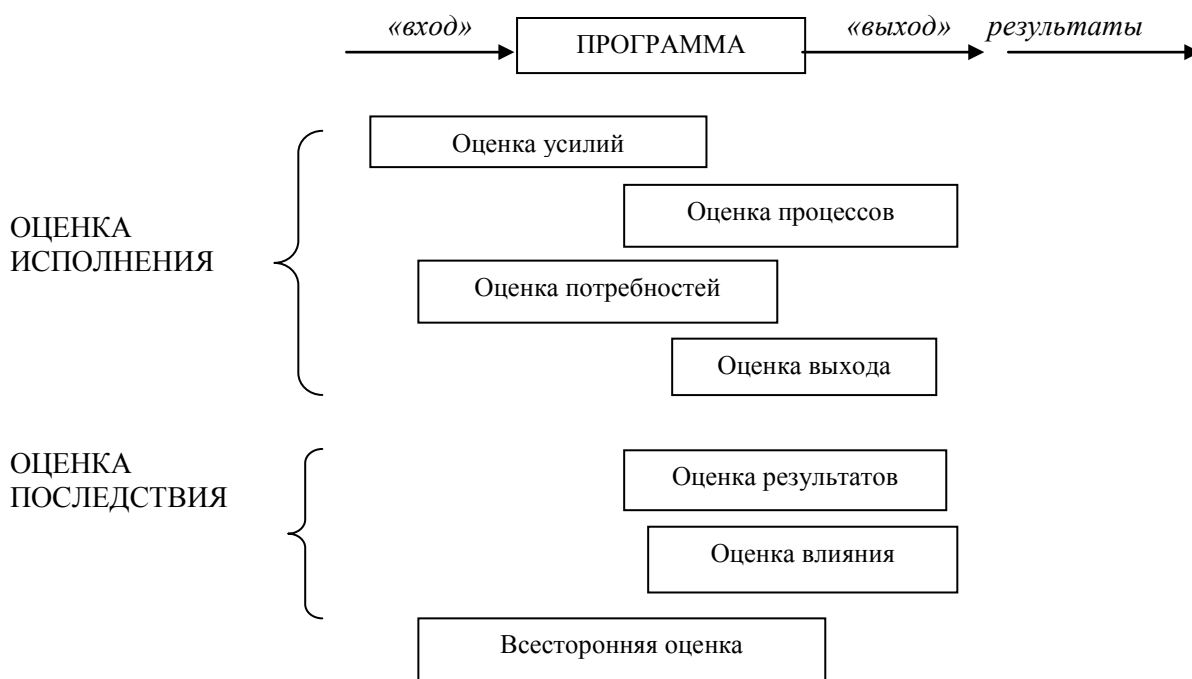 «вход» ПРОГРАММА «выход» результаты
Оценка усилий
Оценка процессов
ОЦЕНКА
ИСПОЛНЕНИЯ
Оценка потребностей
Оценка выхода
ОЦЕНКА
ПОСЛЕДСТВИЯ
Оценка результатов
Оценка влияния
Всесторонняя оценка